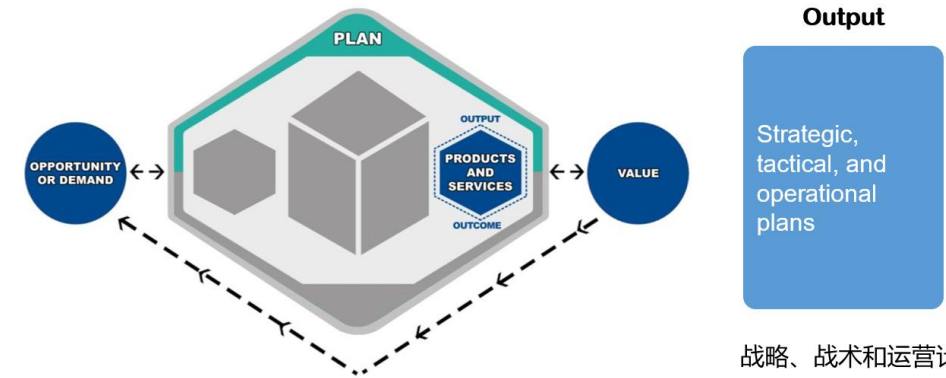 PLAN
OUTPUT
OPPORTUNITY
OR DEMAND
PRODUCTS
AND
SERVICES
VALUE
OUTCOME
Output
Strategic,
tactical, and
operational
plans
战略、战术和运营